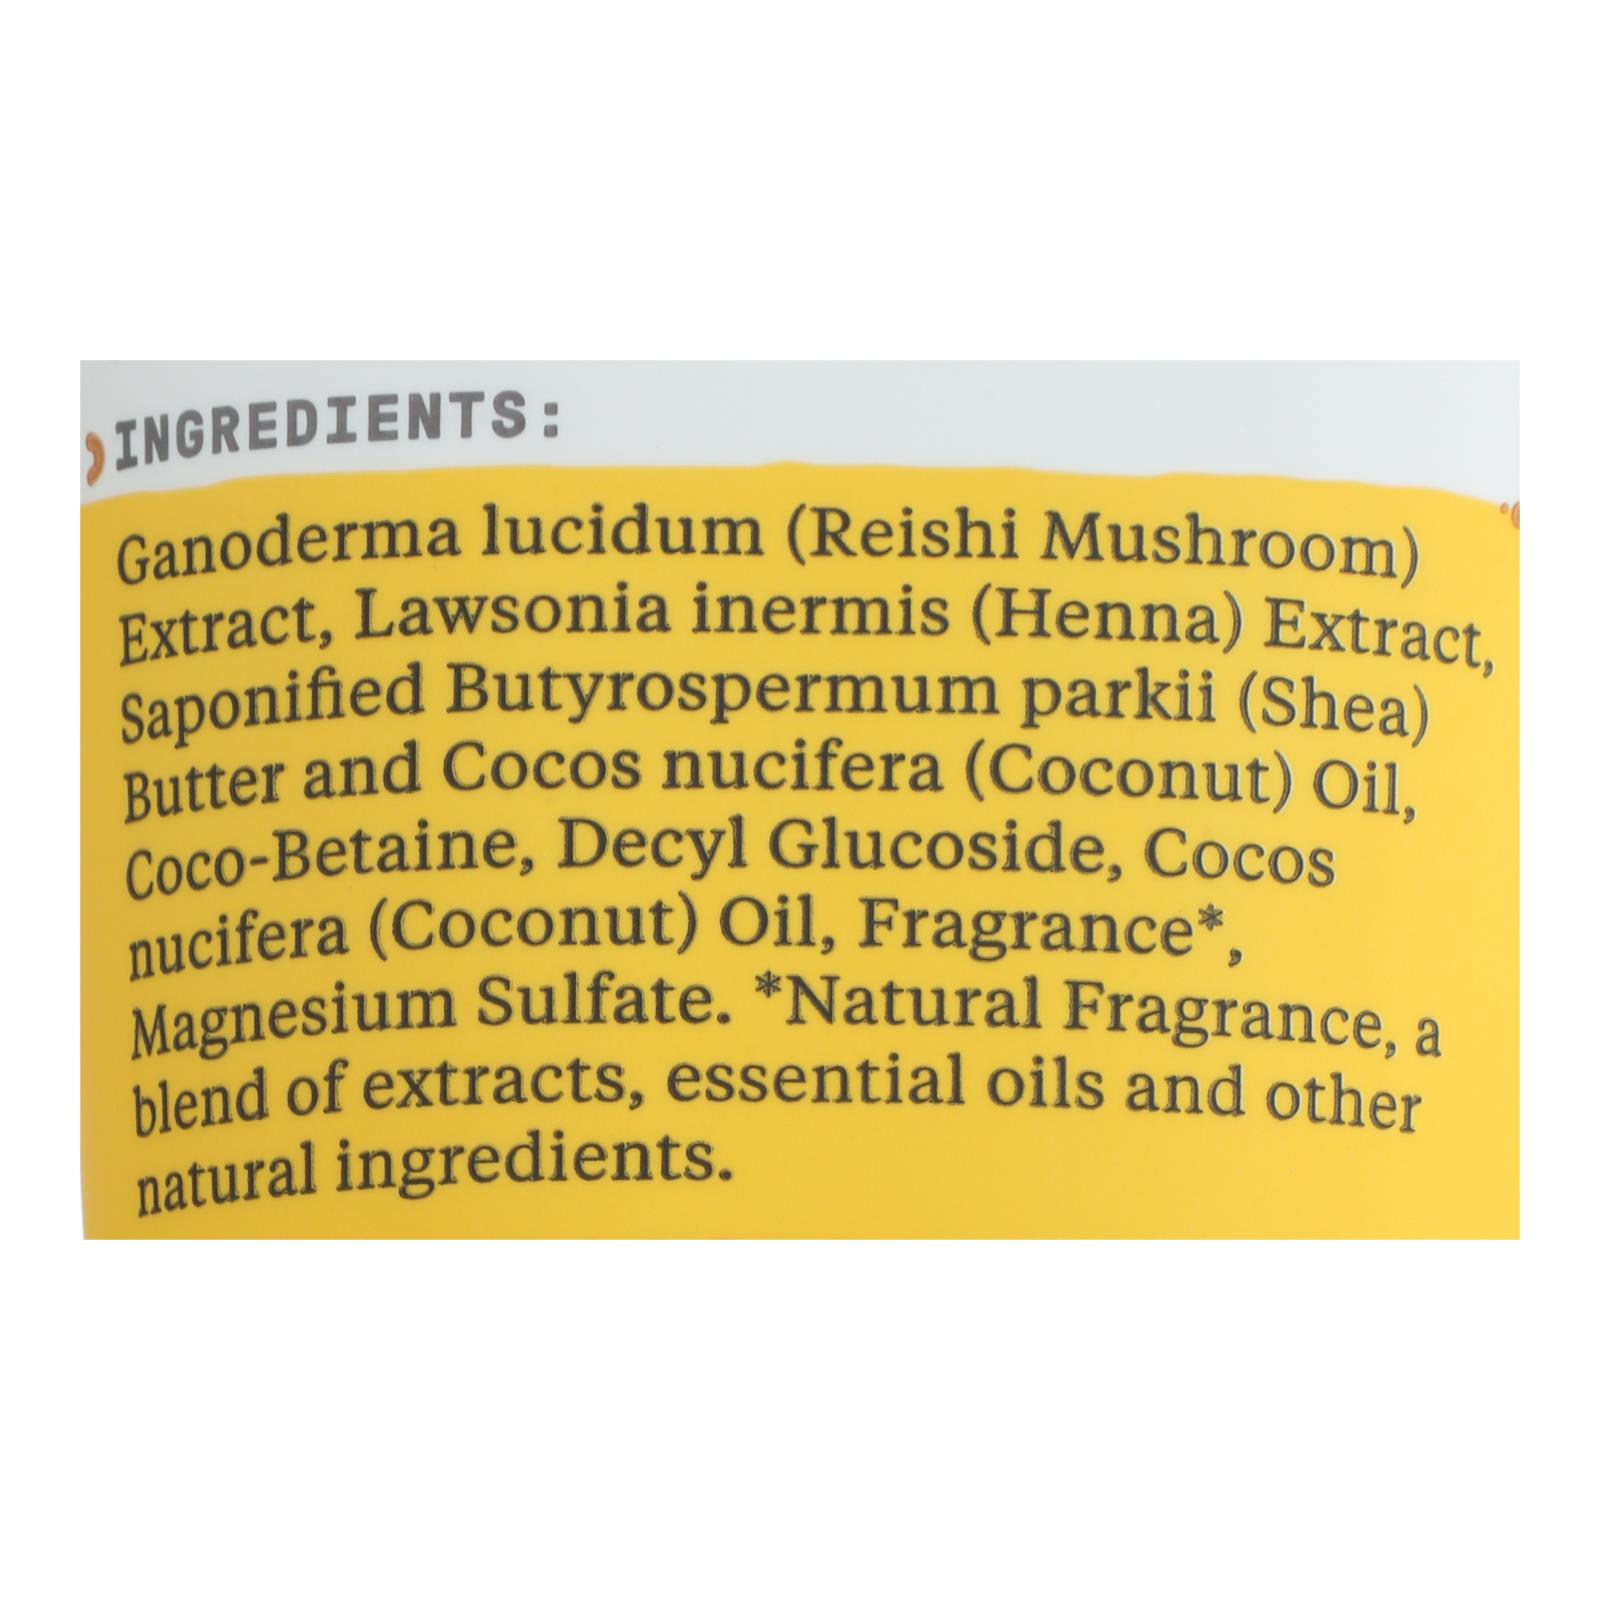 INGREDIENTS:
Ganoderma lucidum (Reishi Mushroom)
Extract, Lawsonia inermis (Henna) Extract,
Saponified Butyrospermum parkii (Shea)
Butter and Cocos nucifera (Coconut) Oil,
Coco-Betaine, Decyl Glucoside, Cocos
nucifera (Coconut) Oil, Fragrance*,
Magnesium Sulfate. *Natural Fragrance, a
blend of extracts, essential oils and other
natural ingredients.